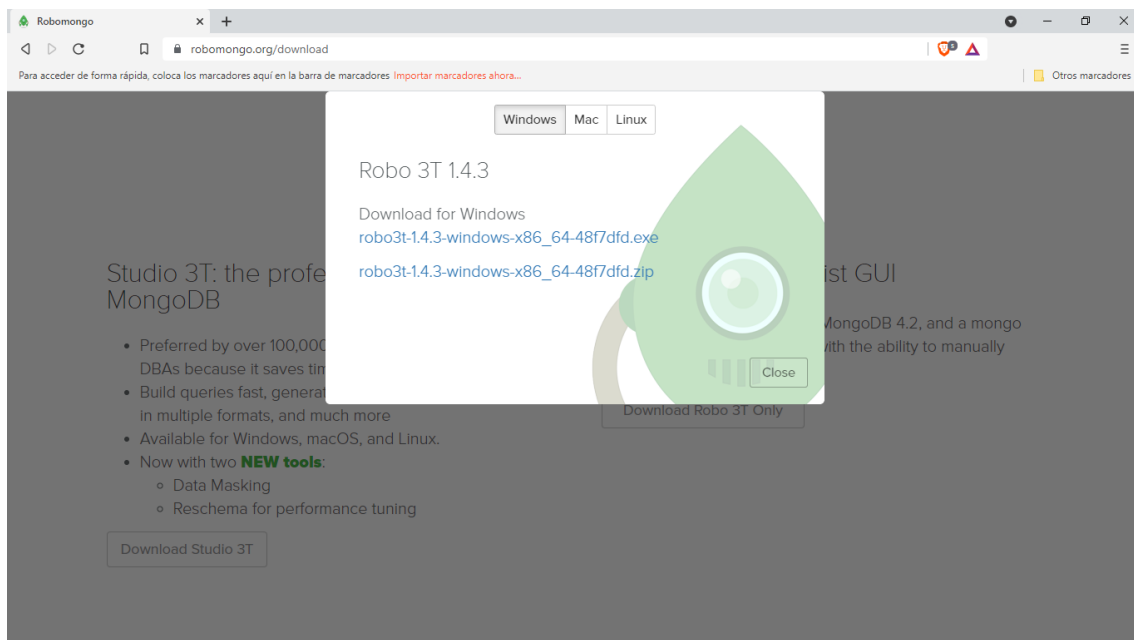 Robomongo
robomongo.org/download
Para acceder de forma rápida, coloca los marcadores aquí en la barra de marcadores Importar marcadores ahora...
Otros marcadores
Windows Mac Linux
Robo 3T 1.4.3
Download for Windows
robo3t-1.4.3-windows-x86_64-48f7dfd.exe
robo3t-1.4.3-windows-x86_64-48f7dfd.zip
Close
Studio 3T: the profe
MongoDB
• Preferred by over 100,000
DBAs because it saves tim
• Build queries fast, generat
in multiple formats, and much more
• Available for Windows, macOS, and Linux.
• Now with two NEW tools:
Data Masking
Reschema for performance tuning
Download Studio 3T
ist GUI
MongoDB 4.2, and a mongo
with the ability to manually
Download Robo 3T Only